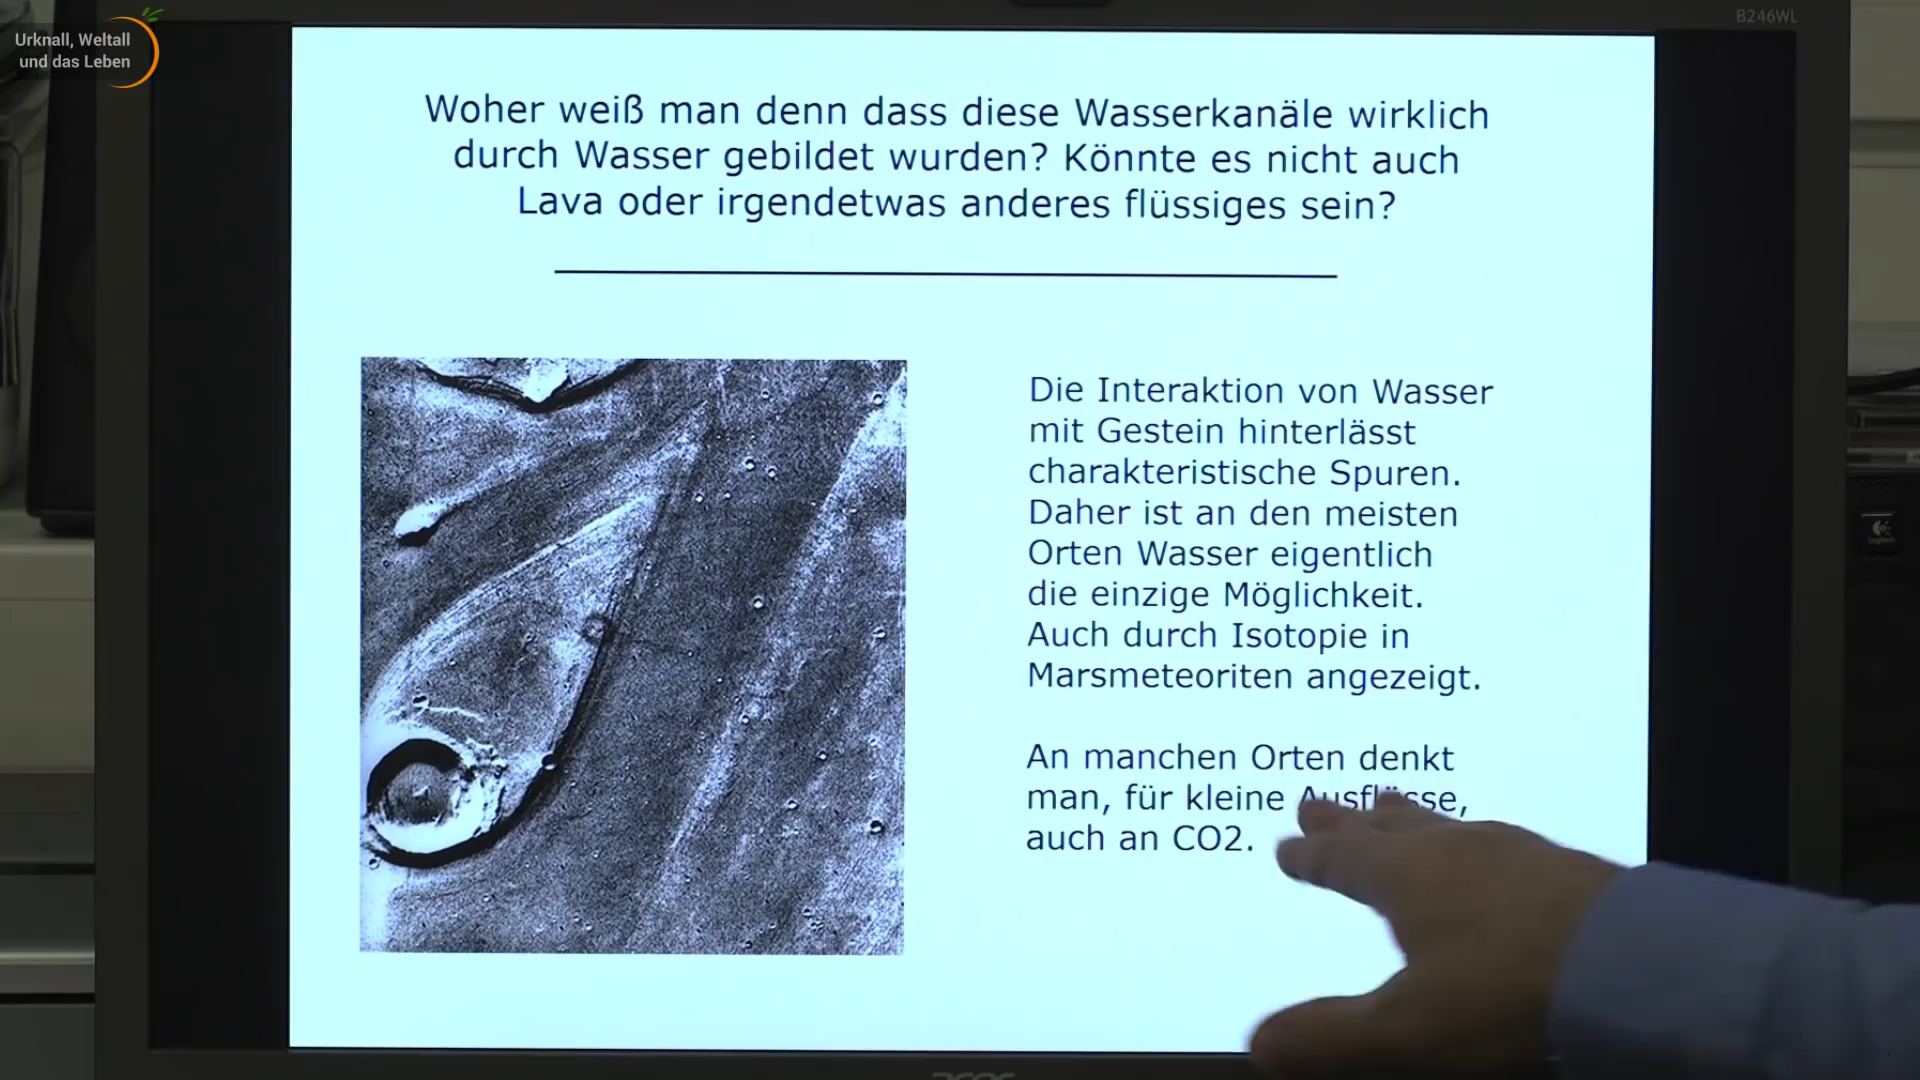 Urknall, Weltall
und das Leben
B246WL
Woher weiß man denn dass diese Wasserkanäle wirklich
durch Wasser gebildet wurden? Könnte es nicht auch
Lava oder irgendetwas anderes flüssiges sein?
Die Interaktion von Wasser
mit Gestein hinterlässt
charakteristische Spuren.
Daher ist an den meisten
Orten Wasser eigentlich
die einzige Möglichkeit.
Auch durch Isotopie in
Marsmeteoriten angezeigt.
An manchen Orten denkt
man, für kleine Ausflüsse,
auch an CO2.
Logitech
acer